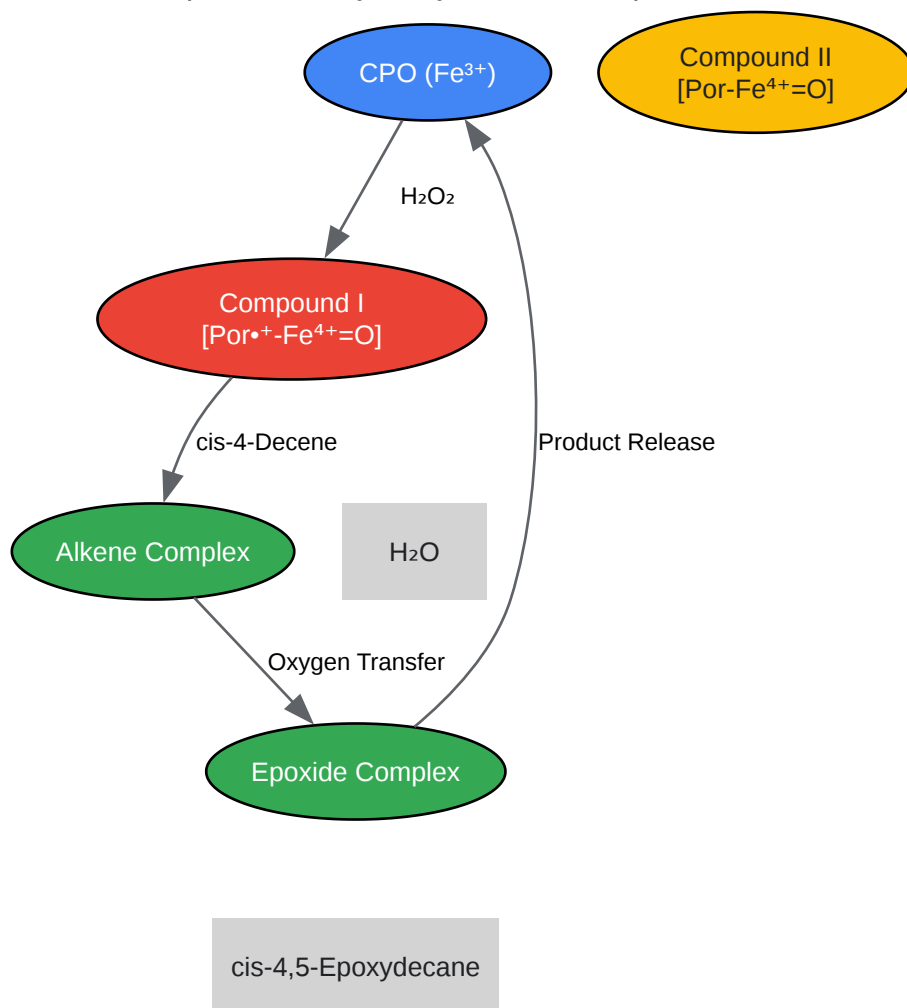 CPO (Fe³⁺)
Compound II
[Por-Fe⁴⁺=O]
H₂O₂
Compound I
[Por•⁺-Fe⁴⁺=O]
cis-4-Decene
Product Release
Alkene Complex
H₂O
Oxygen Transfer
Epoxide Complex
cis-4,5-Epoxydecane